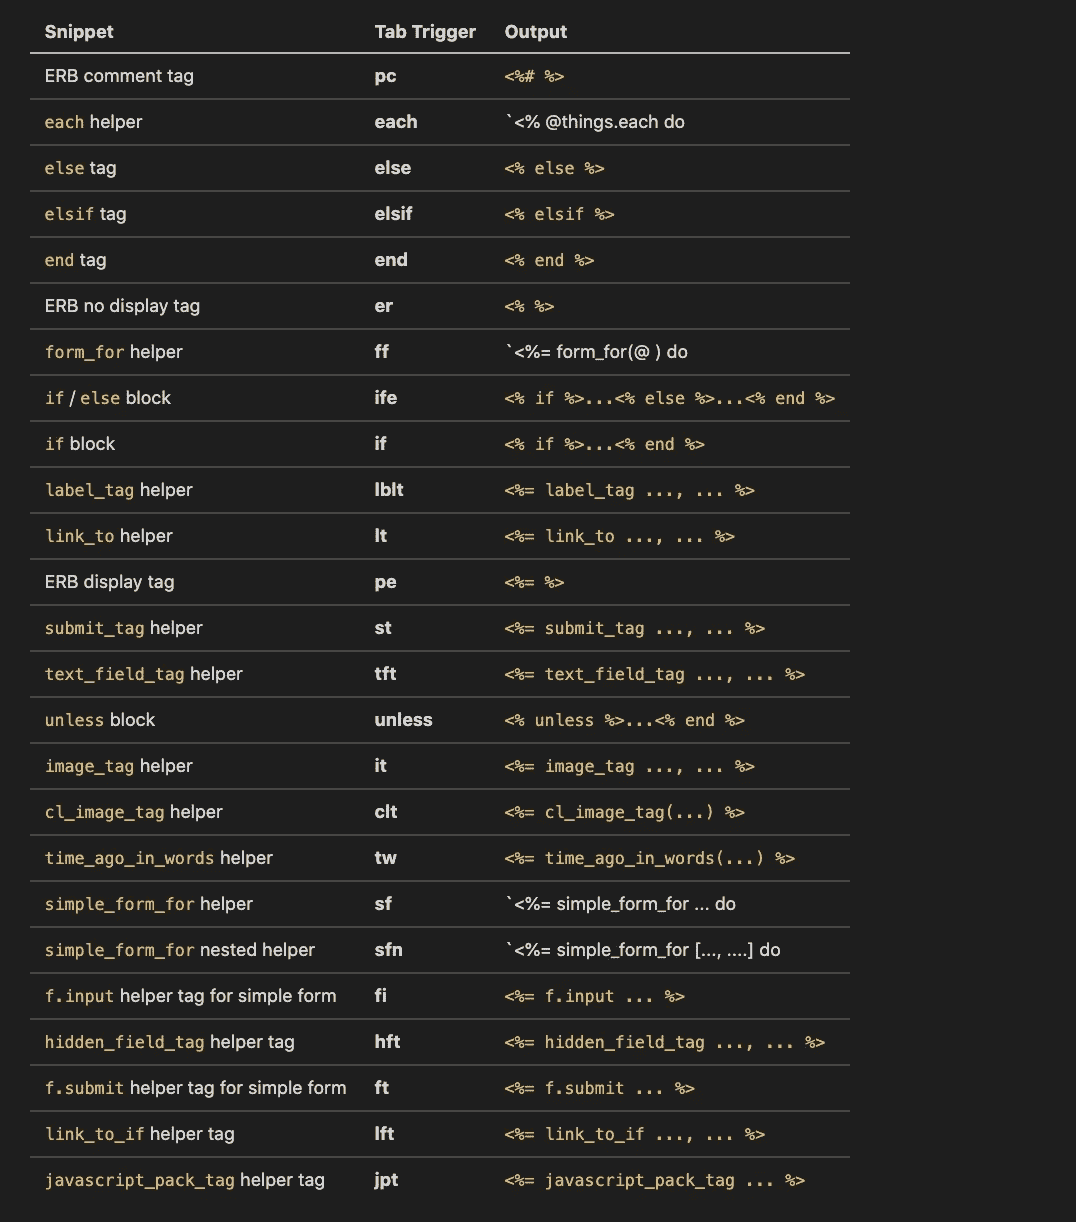 Snippet Tab Trigger Output
ERB comment tag pc <%# %>
each helper each `<% @things.each do
else tag else <% else %>
elsif tag elsif <% elsif %>
end tag end <% end %>
ERB no display tag er <% %>
form_for helper ff `<%= form_for(@ ) do
if / else block ife <% if %>...<% else %>...<% end %>
if block if <% if %>...<% end %>
label_tag helper lblt <%= label_tag ..., ... %>
link_to helper lt <%= link_to ..., ... %>
ERB display tag pe <%= %>
submit_tag helper st <%= submit_tag ..., ... %>
text_field_tag helper tft <%= text_field_tag ..., ... %>
unless block unless <% unless %>...<% end %>
image_tag helper it <%= image_tag ..., ... %>
cl_image_tag helper clt <%= cl_image_tag(...) %>
time_ago_in_words helper tw <%= time_ago_in_words(...) %>
simple_form_for helper sf `<%= simple_form_for ... do
simple_form_for nested helper sfn `<%= simple_form_for [..., ....] do
f.input helper tag for simple form fi <%= f.input ... %>
hidden_field_tag helper tag hft <%= hidden_field_tag ..., ... %>
f.submit helper tag for simple form ft <%= f.submit ... %>
link_to_if helper tag lft <%= link_to_if ..., ... %>
javascript_pack_tag helper tag jpt <%= javascript_pack_tag ... %>